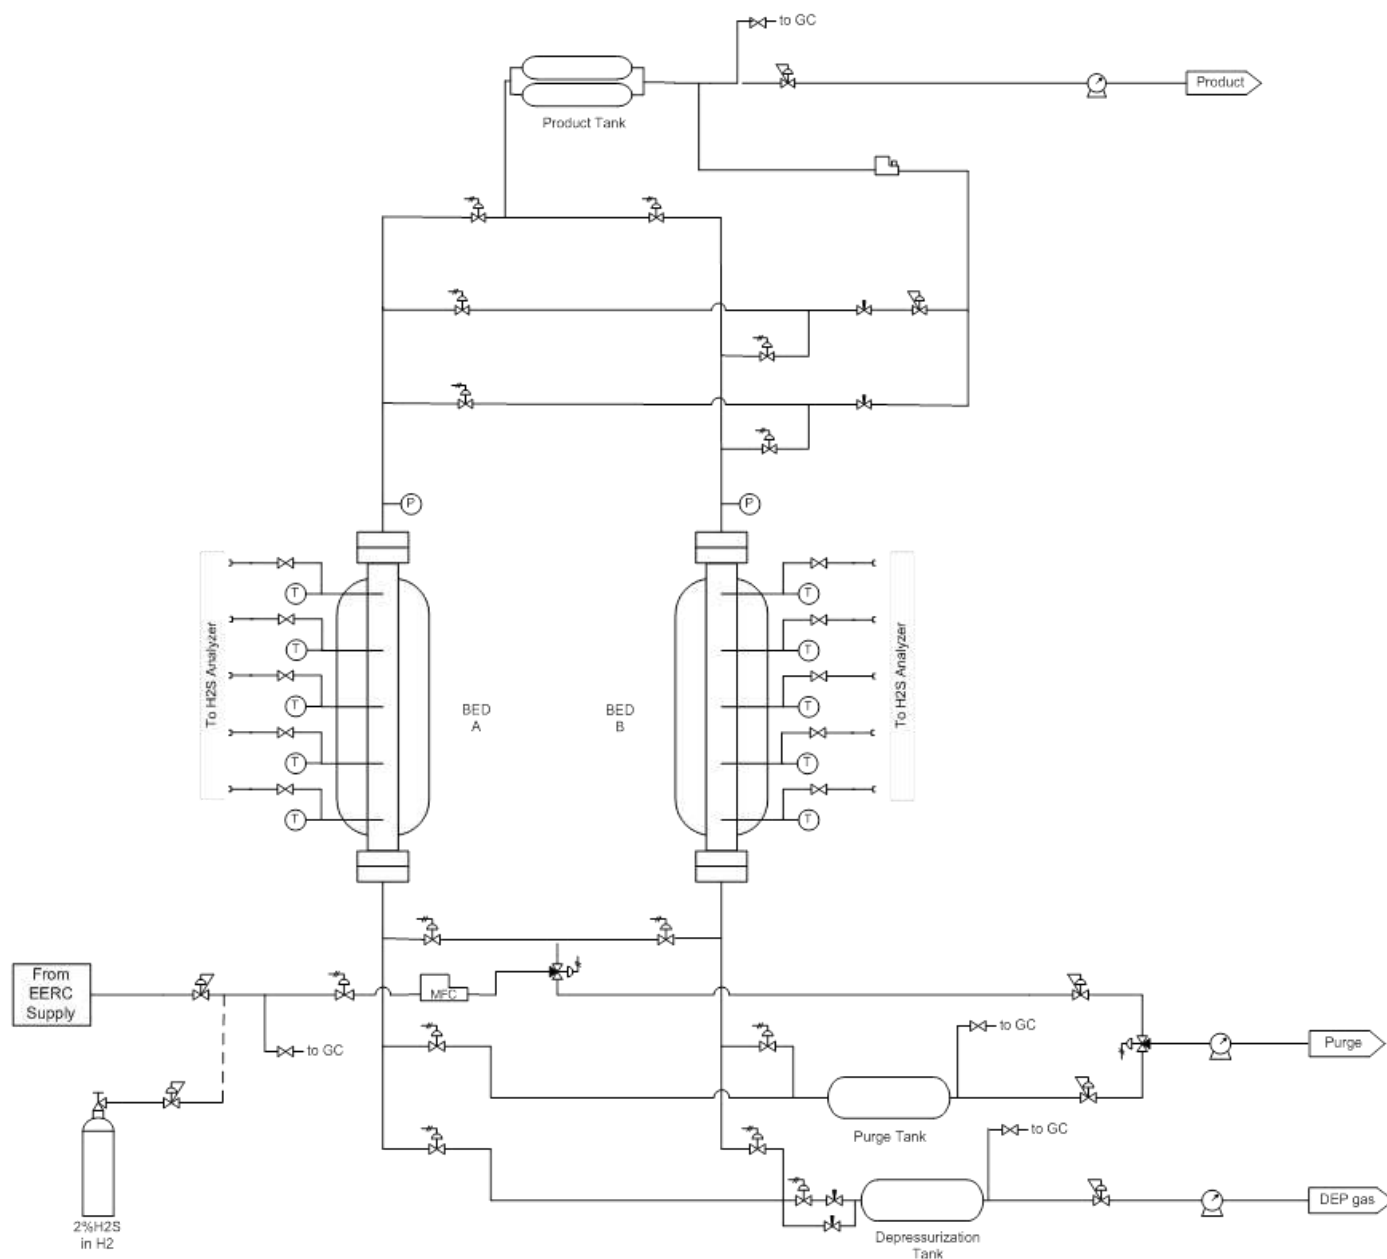 to GC
Product
Product Tank
P
P
To H2S Analyzer
T
T
T
T
T
BED
A
BED
B
T
T
T
T
T
To H2S Analyzer
From
EERC
Supply
MFC
to GC
to GC
Purge
Purge Tank
to GC
DEP gas
Depressurization
Tank
2%H2S
in H2